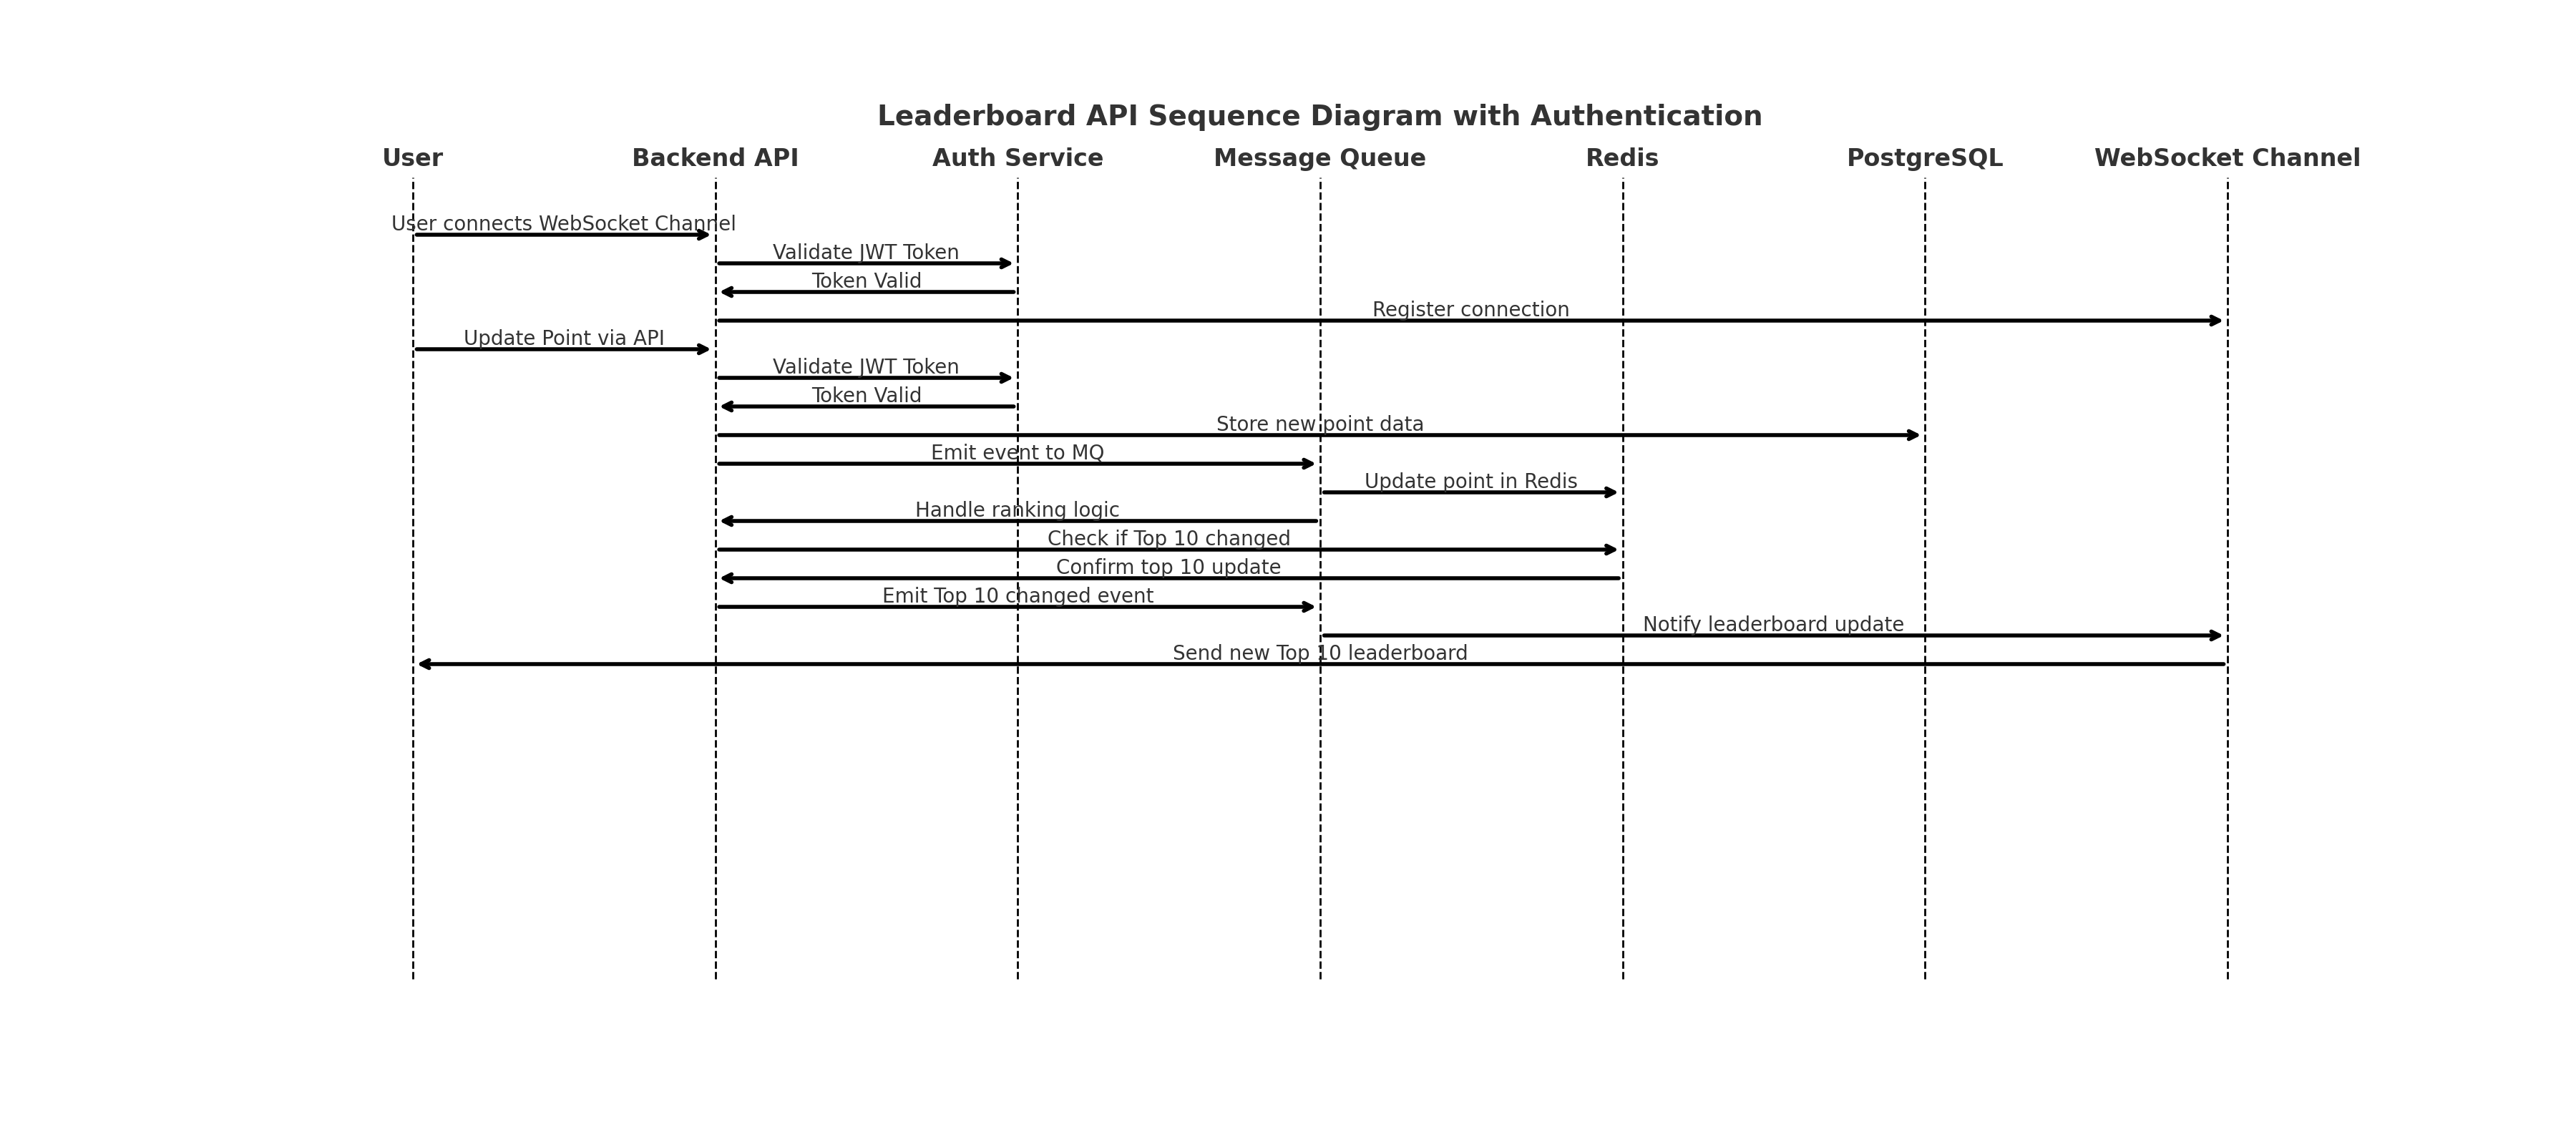 Leaderboard API Sequence Diagram with Authentication
User
Backend API
Auth Service
Message Queue
Redis
PostgreSQL
WebSocket Channel
User connects WebSocket Channel
Validate JWT Token
Token Valid
Register connection
Update Point via API
Validate JWT Token
Token Valid
Store new point data
Emit event to MQ
Update point in Redis
Handle ranking logic
Check if Top 10 changed
Confirm top 10 update
Emit Top 10 changed event
Notify leaderboard update
Send new Top 10 leaderboard